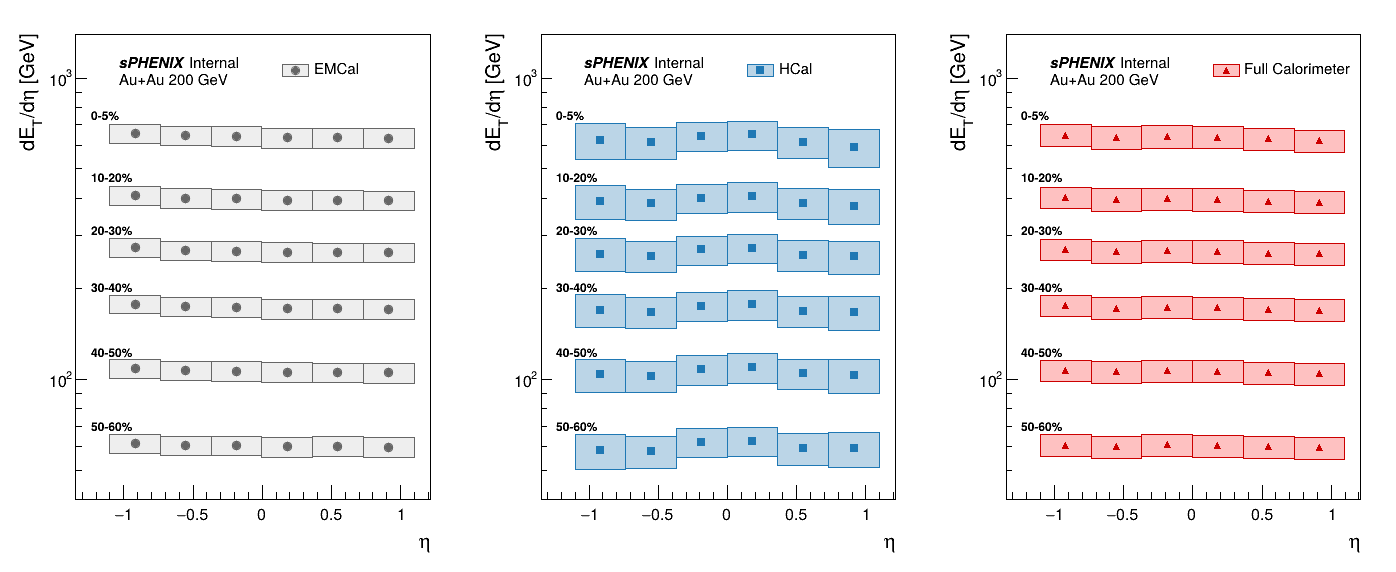 dE_T/dη [GeV]
10³
10²
sPHENIX Internal
Au+Au 200 GeV
EMCal
0-5%
10-20%
20-30%
30-40%
40-50%
50-60%
−1 −0.5 0 0.5 1
η
dE_T/dη [GeV]
10³
10²
sPHENIX Internal
Au+Au 200 GeV
HCal
0-5%
10-20%
20-30%
30-40%
40-50%
50-60%
−1 −0.5 0 0.5 1
η
dE_T/dη [GeV]
10³
10²
sPHENIX Internal
Au+Au 200 GeV
Full Calorimeter
0-5%
10-20%
20-30%
30-40%
40-50%
50-60%
−1 −0.5 0 0.5 1
η